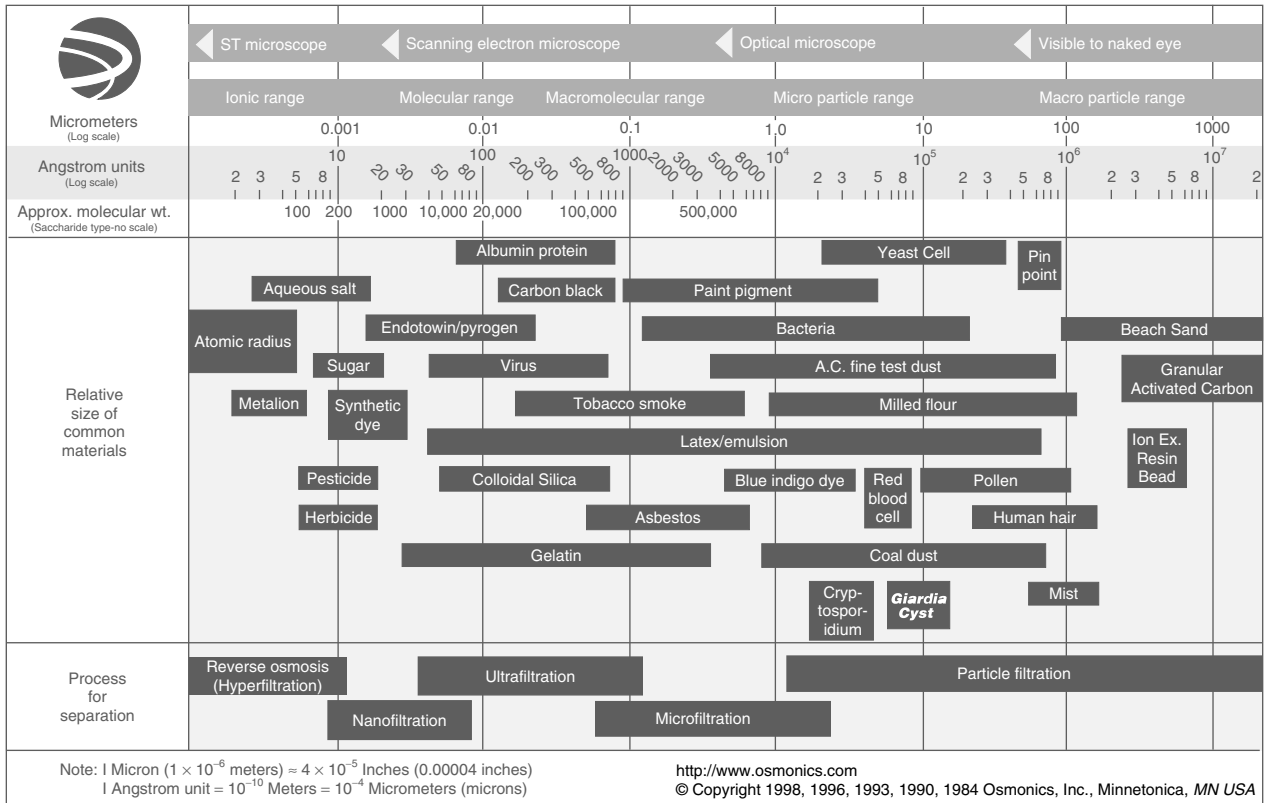 ST microscope Scanning electron microscope Optical microscope Visible to naked eye
Ionic range Molecular range Macromolecular range Micro particle range Macro particle range
Micrometers
(Log scale)
0.001 0.01 0.1 1.0 10 100 1000
Angstrom units
(Log scale)
2 3 5 8 10 20 30 50 80 100 200 300 500 800 1000 2000 3000 5000 8000 10⁴ 2 3 5 8 10⁵ 2 3 5 8 10⁶ 2 3 5 8 10⁷ 2
Approx. molecular wt.
(Saccharide type-no scale)
100 200 1000 10,000 20,000 100,000 500,000
Relative
size of
common
materials
Albumin protein
Yeast Cell
Pin
point
Aqueous salt
Carbon black
Paint pigment
Atomic radius
Endotowin/pyrogen
Bacteria
Beach Sand
Sugar
Virus
A.C. fine test dust
Granular
Activated Carbon
Metalion
Synthetic
dye
Tobacco smoke
Milled flour
Latex/emulsion
Ion Ex.
Resin
Bead
Pesticide
Colloidal Silica
Blue indigo dye
Red
blood
cell
Pollen
Herbicide
Asbestos
Human hair
Gelatin
Coal dust
Cryp-
tospor-
idium
Giardia
Cyst
Mist
Process
for
separation
Reverse osmosis
(Hyperfiltration)
Ultrafiltration
Particle filtration
Nanofiltration
Microfiltration
Note: I Micron (1 × 10⁻⁶ meters) ≈ 4 × 10⁻⁵ Inches (0.00004 inches)
I Angstrom unit = 10⁻¹⁰ Meters = 10⁻⁴ Micrometers (microns)
http://www.osmonics.com
© Copyright 1998, 1996, 1993, 1990, 1984 Osmonics, Inc., Minnetonica, MN USA